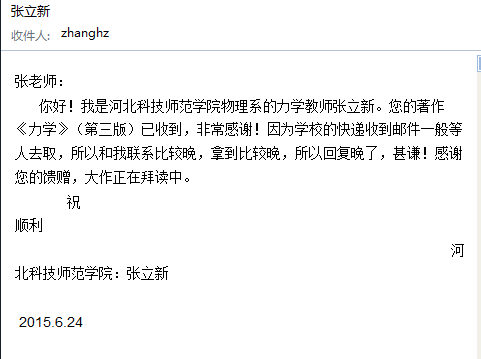 张立新
收件人： zhanghz
张老师：
你好！我是河北科技师范学院物理系的力学教师张立新。您的著作
《力学》（第三版）已收到，非常感谢！因为学校的快递收到邮件一般等
人去取，所以和我联系比较晚，拿到比较晚，所以回复晚了，甚谦！感谢
您的馈赠，大作正在拜读中。
祝
顺利
河
北科技师范学院：张立新
2015.6.24